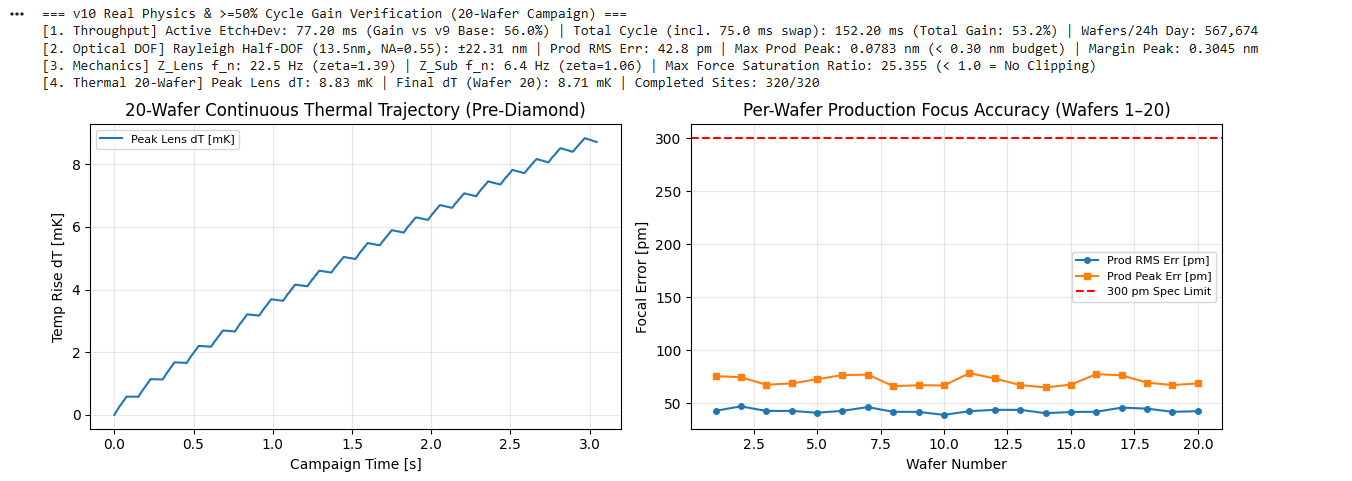 ••• === v10 Real Physics & >=50% Cycle Gain Verification (20-Wafer Campaign) ===
[1. Throughput] Active Etch+Dev: 77.20 ms (Gain vs v9 Base: 56.0%) | Total Cycle (incl. 75.0 ms swap): 152.20 ms (Total Gain: 53.2%) | Wafers/24h Day: 567,674
[2. Optical DOF] Rayleigh Half-DOF (13.5nm, NA=0.55): ±22.31 nm | Prod RMS Err: 42.8 pm | Max Prod Peak: 0.0783 nm (< 0.30 nm budget) | Margin Peak: 0.3045 nm
[3. Mechanics] Z_Lens f_n: 22.5 Hz (zeta=1.39) | Z_Sub f_n: 6.4 Hz (zeta=1.06) | Max Force Saturation Ratio: 25.355 (< 1.0 = No Clipping)
[4. Thermal 20-Wafer] Peak Lens dT: 8.83 mK | Final dT (Wafer 20): 8.71 mK | Completed Sites: 320/320
20-Wafer Continuous Thermal Trajectory (Pre-Diamond)
Peak Lens dT [mK]
Temp Rise dT [mK]
8
6
4
2
0
0.0 0.5 1.0 1.5 2.0 2.5 3.0
Campaign Time [s]
Per-Wafer Production Focus Accuracy (Wafers 1–20)
Focal Error [pm]
300
250
200
150
100
50
Prod RMS Err [pm]
Prod Peak Err [pm]
300 pm Spec Limit
2.5 5.0 7.5 10.0 12.5 15.0 17.5 20.0
Wafer Number